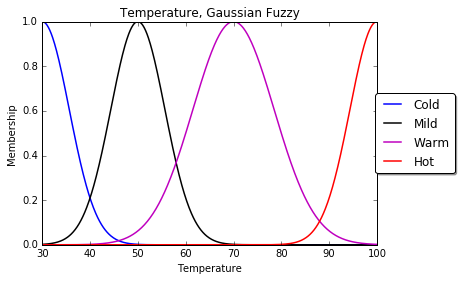 Temperature, Gaussian Fuzzy
1.0
0.8
0.6
0.4
0.2
0.0
Membership
30 40 50 60 70 80 90 100
Temperature
Cold
Mild
Warm
Hot